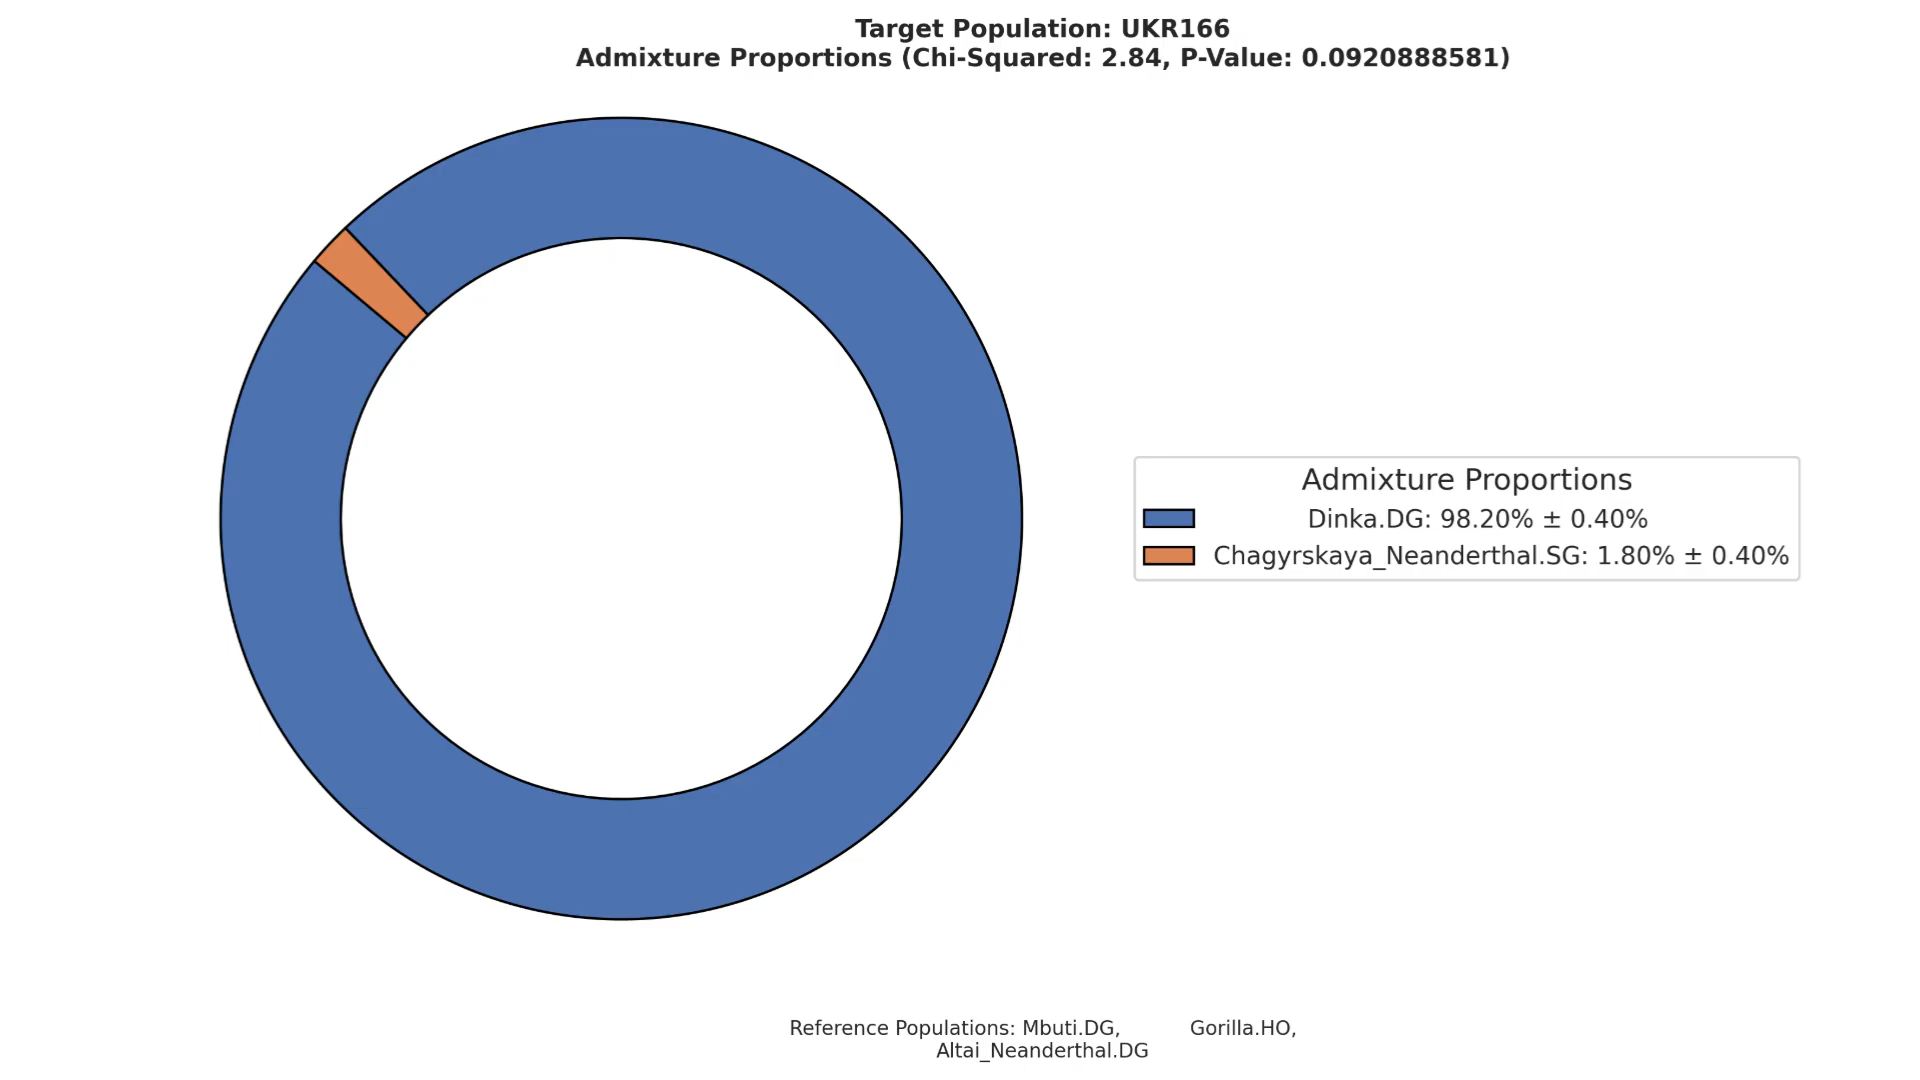 Target Population: UKR166
Admixture Proportions (Chi-Squared: 2.84, P-Value: 0.0920888581)
Admixture Proportions
Dinka.DG: 98.20% ± 0.40%
Chagyrskaya_Neanderthal.SG: 1.80% ± 0.40%
Reference Populations: Mbuti.DG, Gorilla.HO,
Altai_Neanderthal.DG